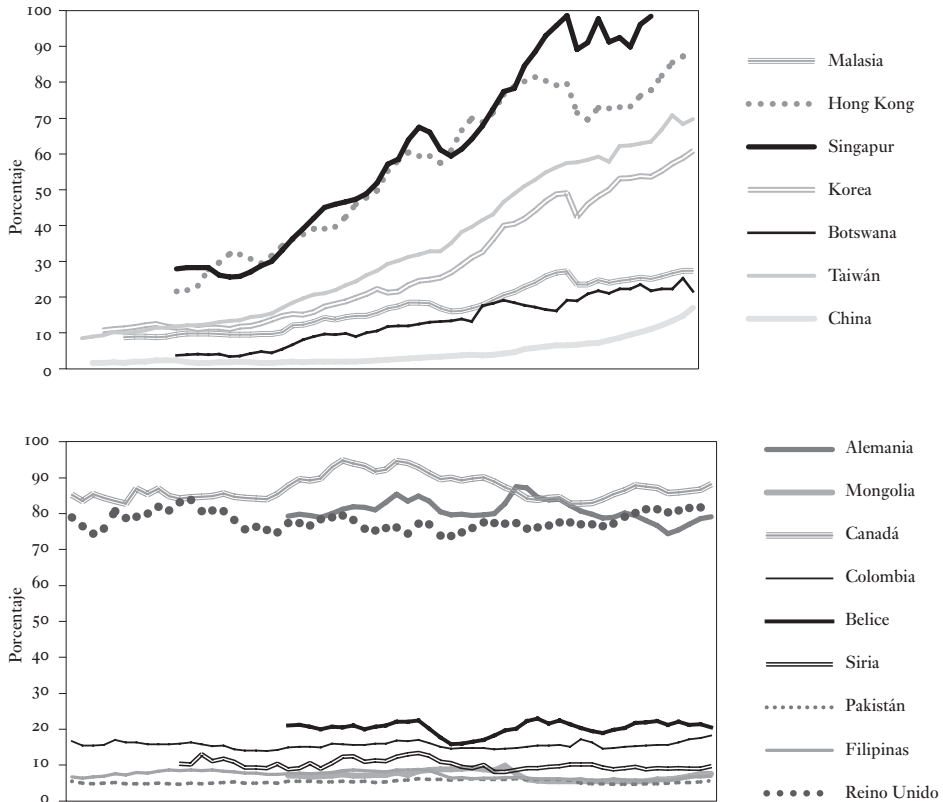 100
90
80
70
60
50
40
30
20
10
0
Porcentaje
Malasia
Hong Kong
Singapur
Korea
Botswana
Taiwán
China
100
90
80
70
60
50
40
30
20
10
0
Porcentaje
Alemania
Mongolia
Canadá
Colombia
Belice
Siria
Pakistán
Filipinas
Reino Unido